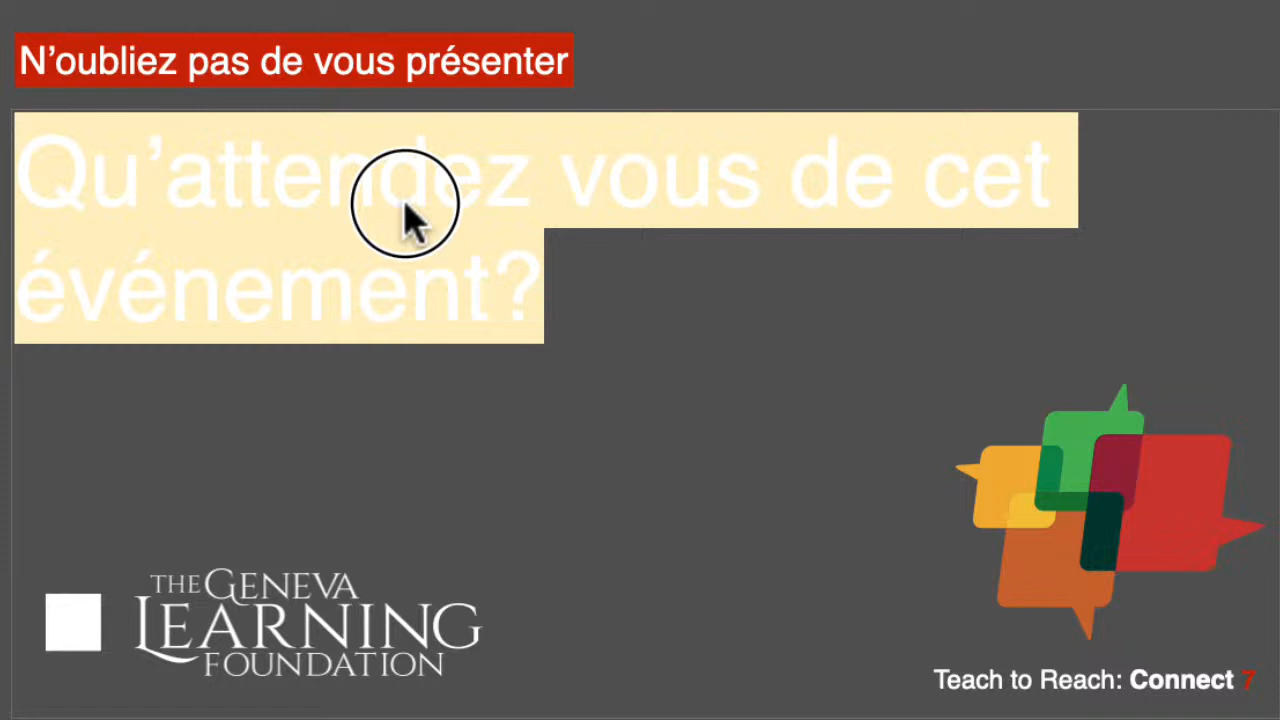 N’oubliez pas de vous présenter
Qu’attendez vous de cet
événement?
THE GENEVA
LEARNING
FOUNDATION
Teach to Reach: Connect 7